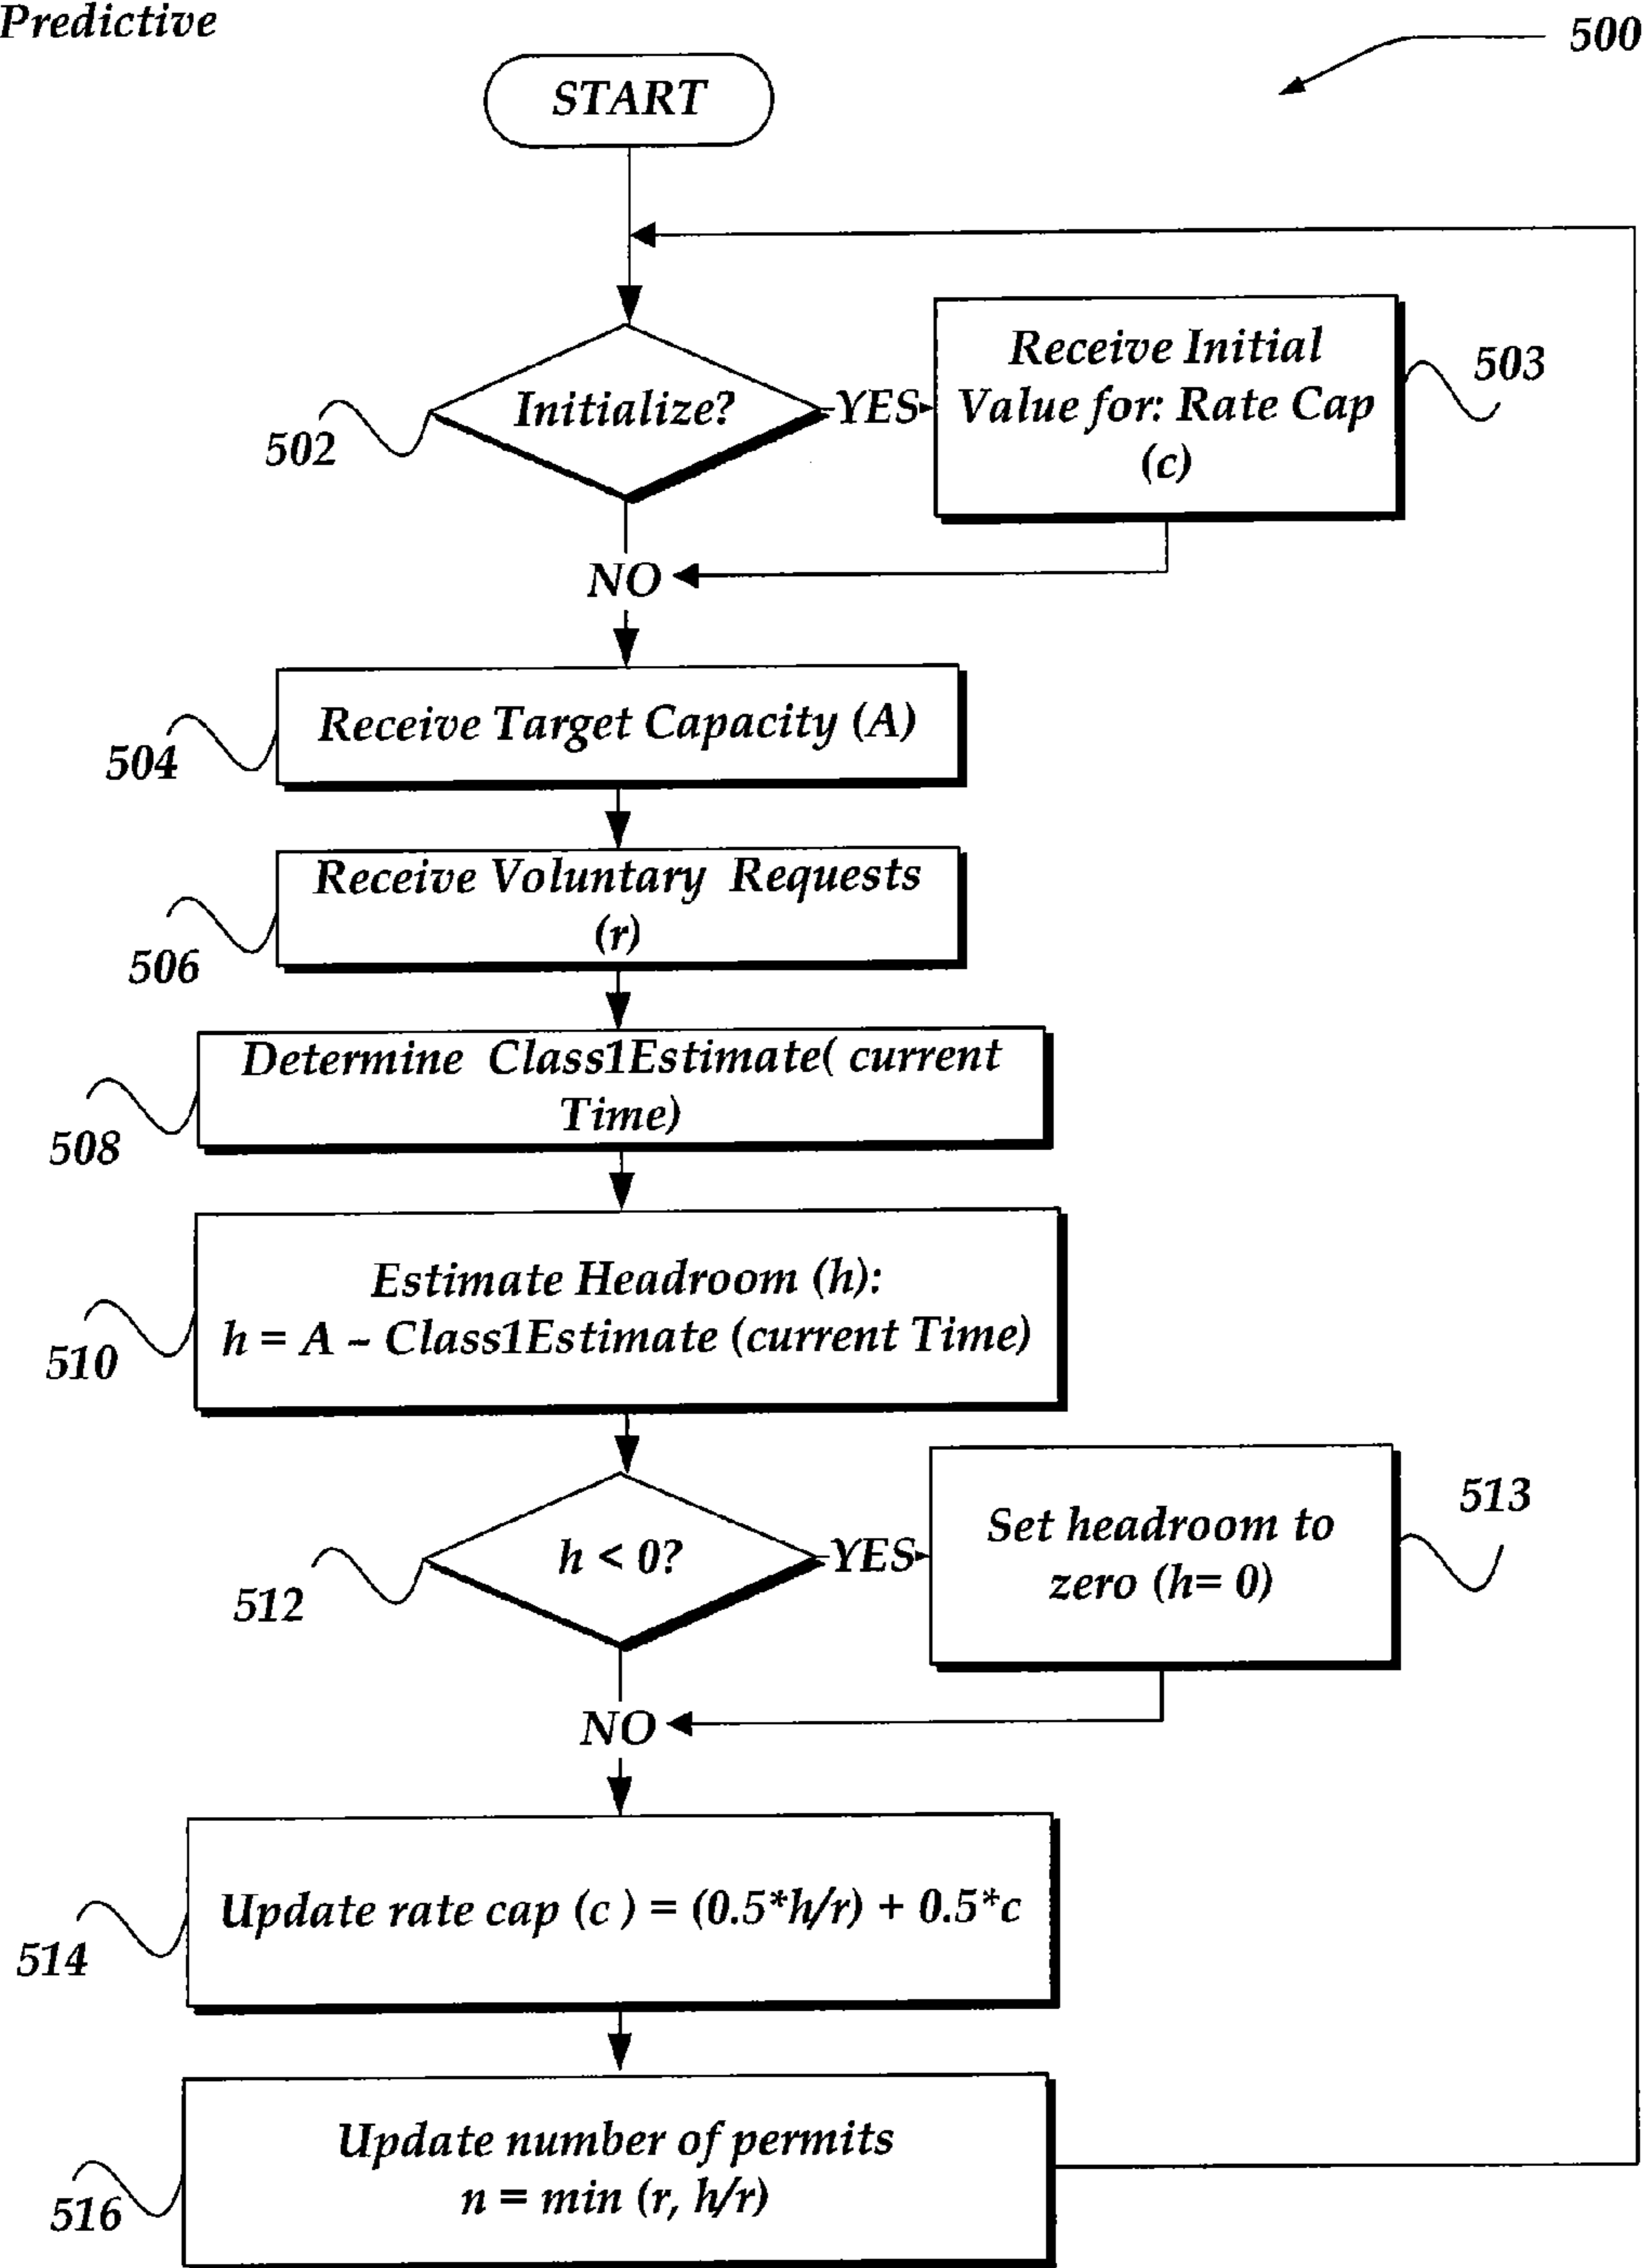 Predictive
500
START
Initialize?
YES
Receive Initial
Value for: Rate Cap
(c)
503
502
NO
Receive Target Capacity (A)
504
Receive Voluntary Requests
(r)
506
Determine Class1Estimate( current
Time)
508
Estimate Headroom (h):
h = A – Class1Estimate (current Time)
510
h < 0?
YES
Set headroom to
zero (h= 0)
513
512
NO
Update rate cap (c ) = (0.5*h/r) + 0.5*c
514
Update number of permits
n = min (r, h/r)
516